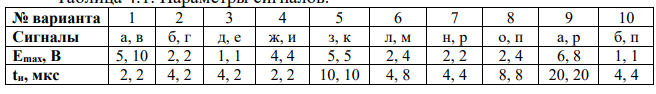 Таблица 4.1. Параметры сигналов.
№ варианта 1 2 3 4 5 6 7 8 9 10
Сигналы а, в б, г д, е ж, и з, к л, м н, р о, п а, р б, п
Emax, В 5, 10 2, 2 1, 1 4, 4 5, 5 2, 4 2, 2 2, 4 6, 8 1, 1
tи, мкс 2, 2 4, 2 4, 2 2, 2 10, 10 4, 8 4, 4 8, 8 20, 20 4, 4